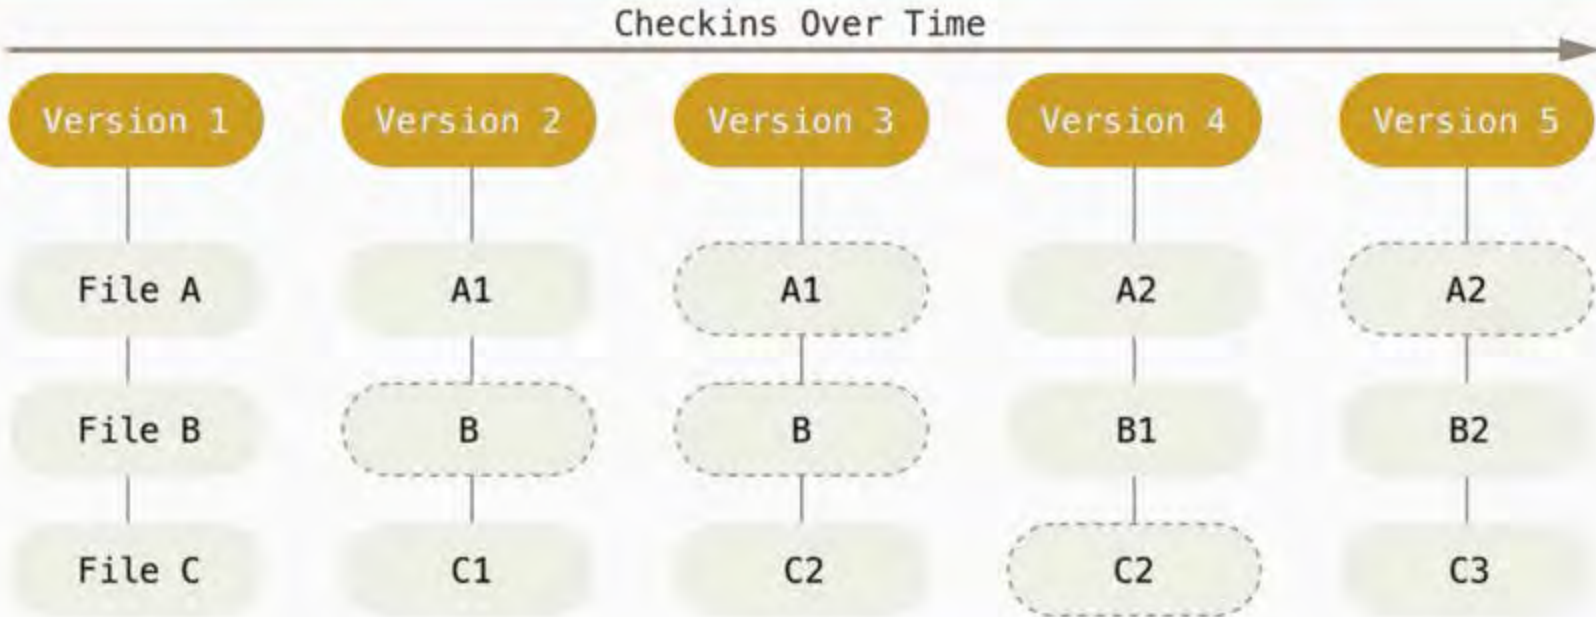 Checkins Over Time
Version 1 Version 2 Version 3 Version 4 Version 5
File A A1 A1 A2 A2
File B B B B1 B2
File C C1 C2 C2 C3